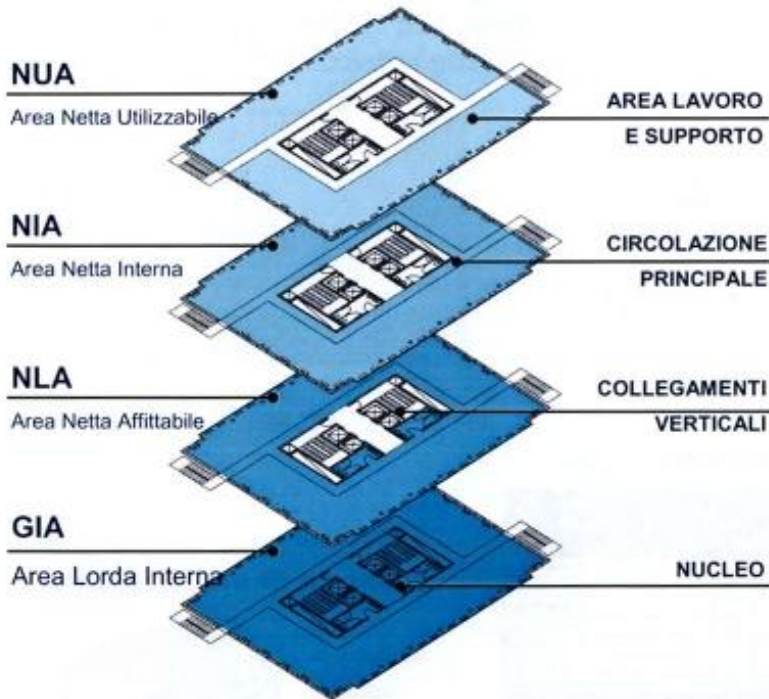 NUA
Area Netta Utilizzabile
AREA LAVORO
E SUPPORTO
NIA
Area Netta Interna
CIRCOLAZIONE
PRINCIPALE
NLA
Area Netta Affittabile
COLLEGAMENTI
VERTICALI
GIA
Area Lorda Interna
NUCLEO